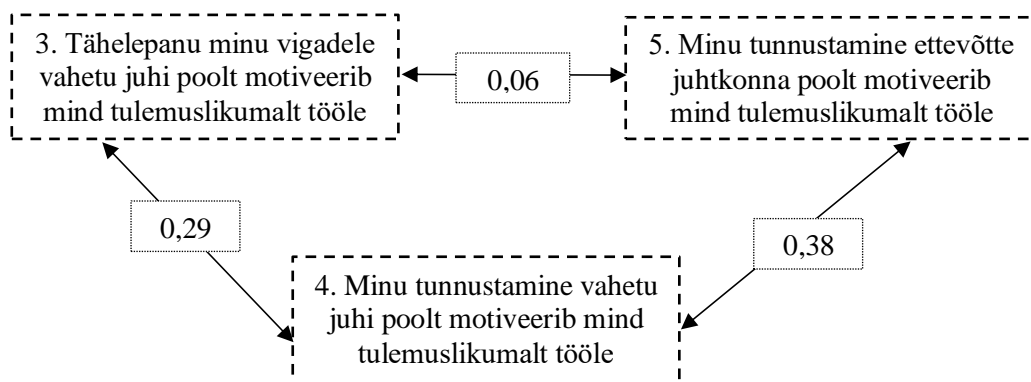 3. Tähelepanu minu vigadele
vahetu juhi poolt motiveerib
mind tulemuslikumalt tööle
0,06
5. Minu tunnustamine ettevõtte
juhtkonna poolt motiveerib
mind tulemuslikumalt tööle
0,29
0,38
4. Minu tunnustamine vahetu
juhi poolt motiveerib mind
tulemuslikumalt tööle